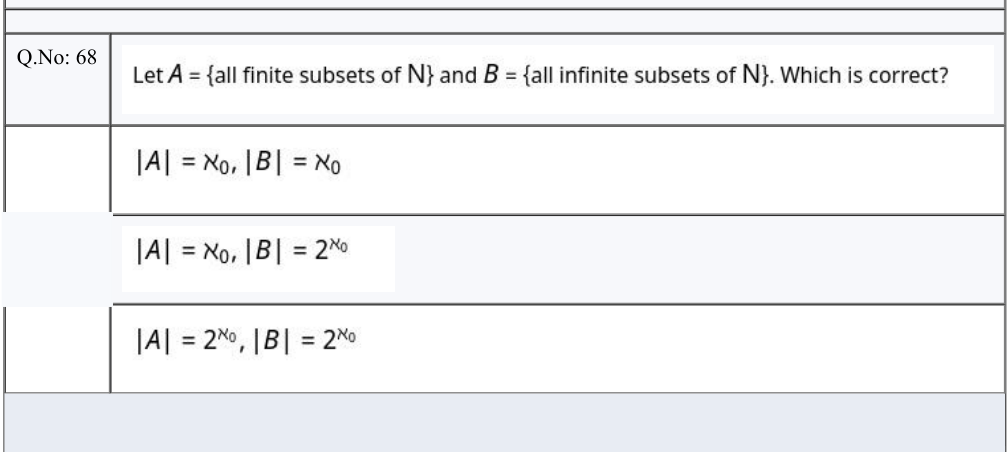 Q.No: 68
Let A = {all finite subsets of N} and B = {all infinite subsets of N}. Which is correct?
|A| = ℵ₀, |B| = ℵ₀
|A| = ℵ₀, |B| = 2^ℵ₀
|A| = 2^ℵ₀, |B| = 2^ℵ₀